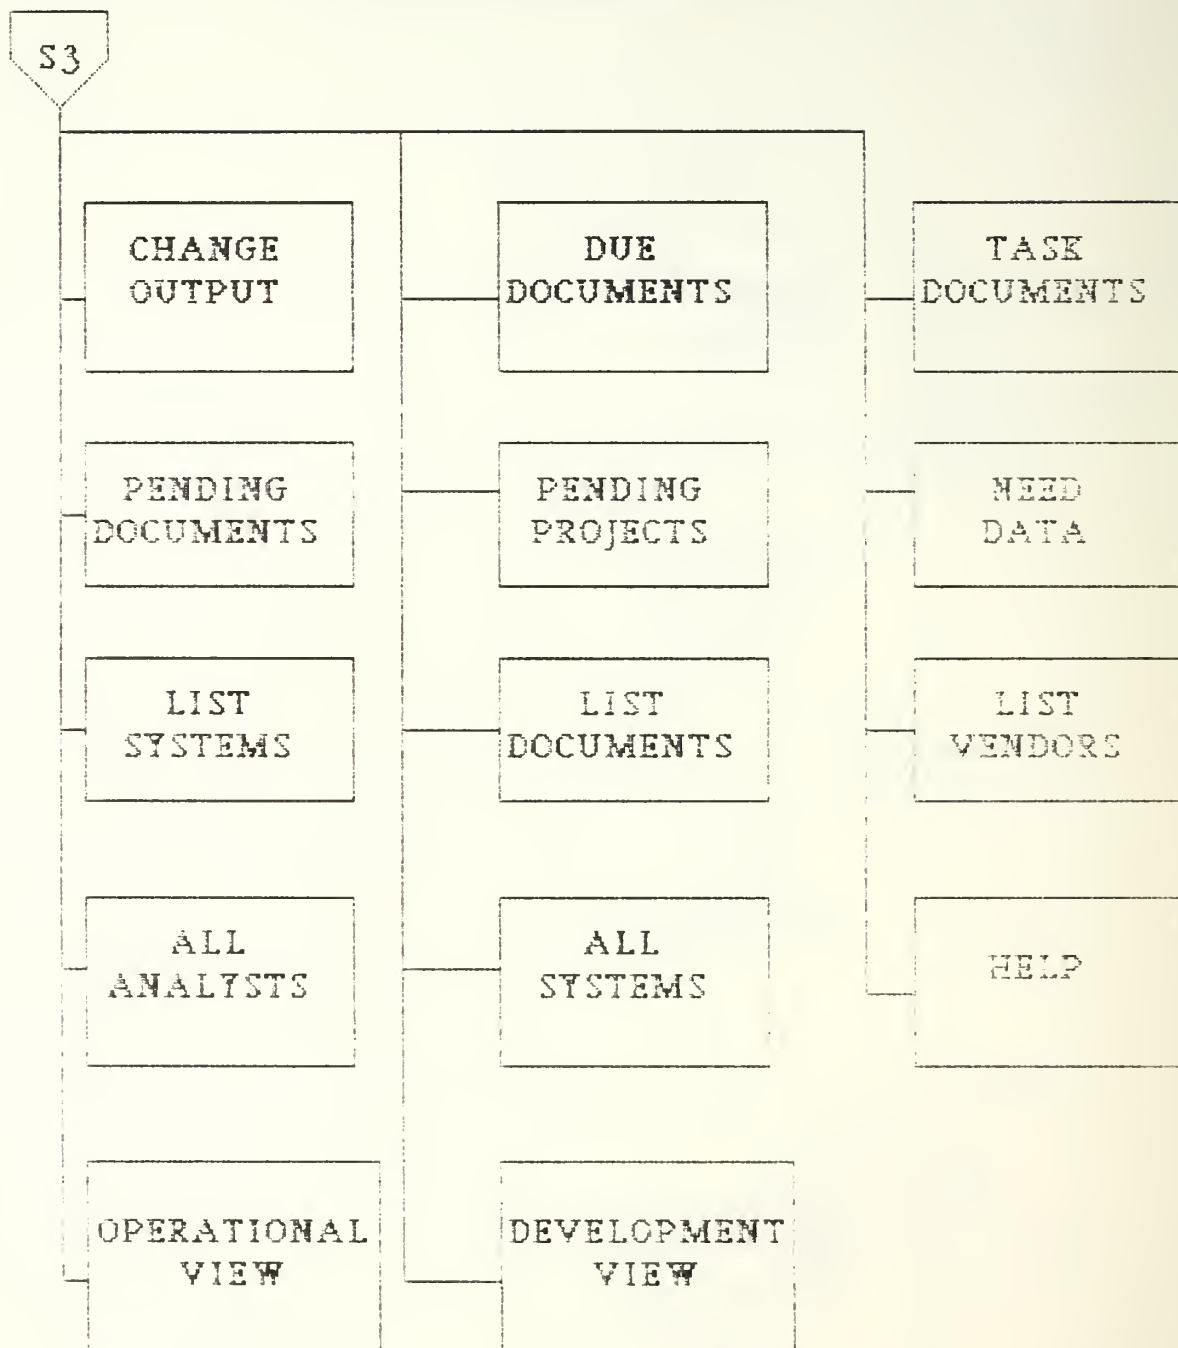 S3
CHANGE
OUTPUT
DUE
DOCUMENTS
TASK
DOCUMENTS
PENDING
DOCUMENTS
PENDING
PROJECTS
NEED
DATA
LIST
SYSTEMS
LIST
DOCUMENTS
LIST
VENDORS
ALL
ANALYSTS
ALL
SYSTEMS
HELP
OPERATIONAL
VIEW
DEVELOPMENT
VIEW